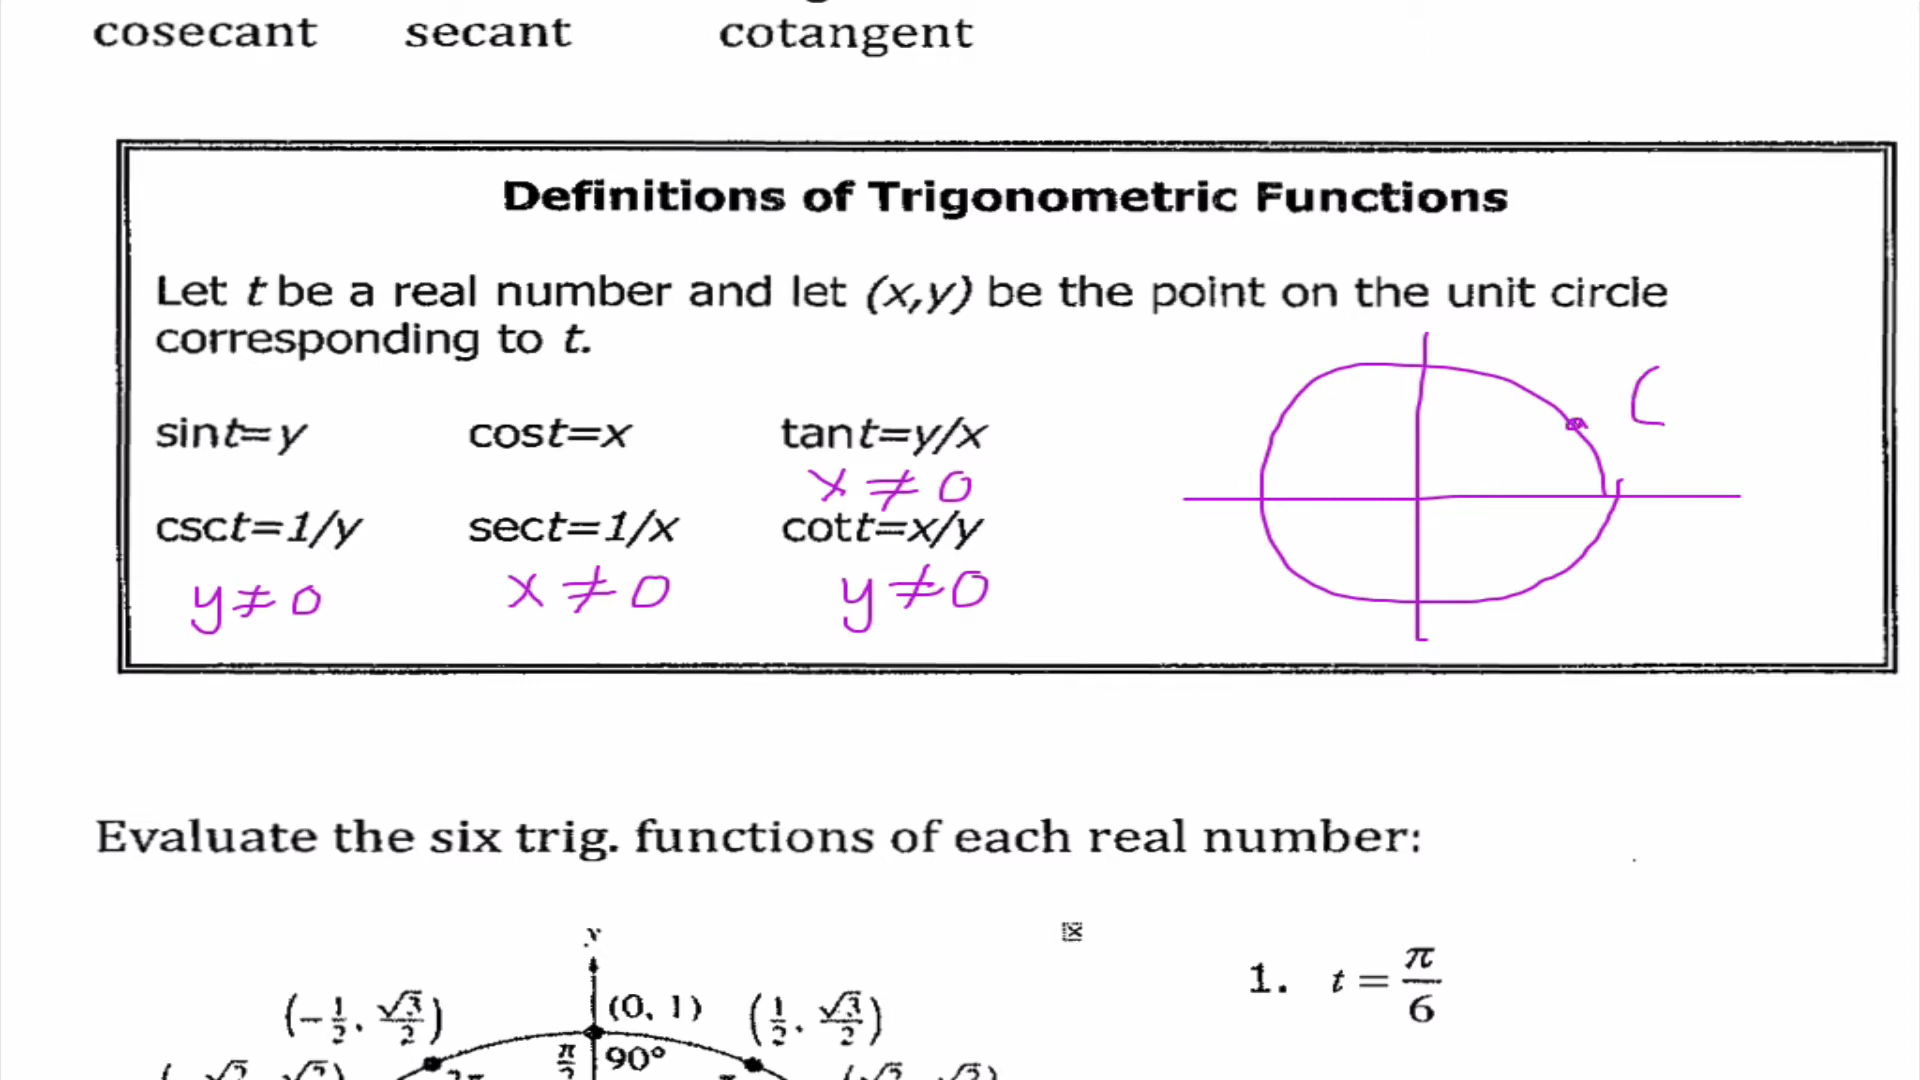 cosecant secant cotangent
Definitions of Trigonometric Functions
Let t be a real number and let (x,y) be the point on the unit circle
corresponding to t.
sint=y cost=x tant=y/x
x ≠ 0
csct=1/y sect=1/x cott=x/y
y ≠ 0 x ≠ 0 y ≠ 0
(
Evaluate the six trig. functions of each real number:
y
1. t = π/6
(-1/2, √3/2) (0, 1) (1/2, √3/2)
π/2 90°